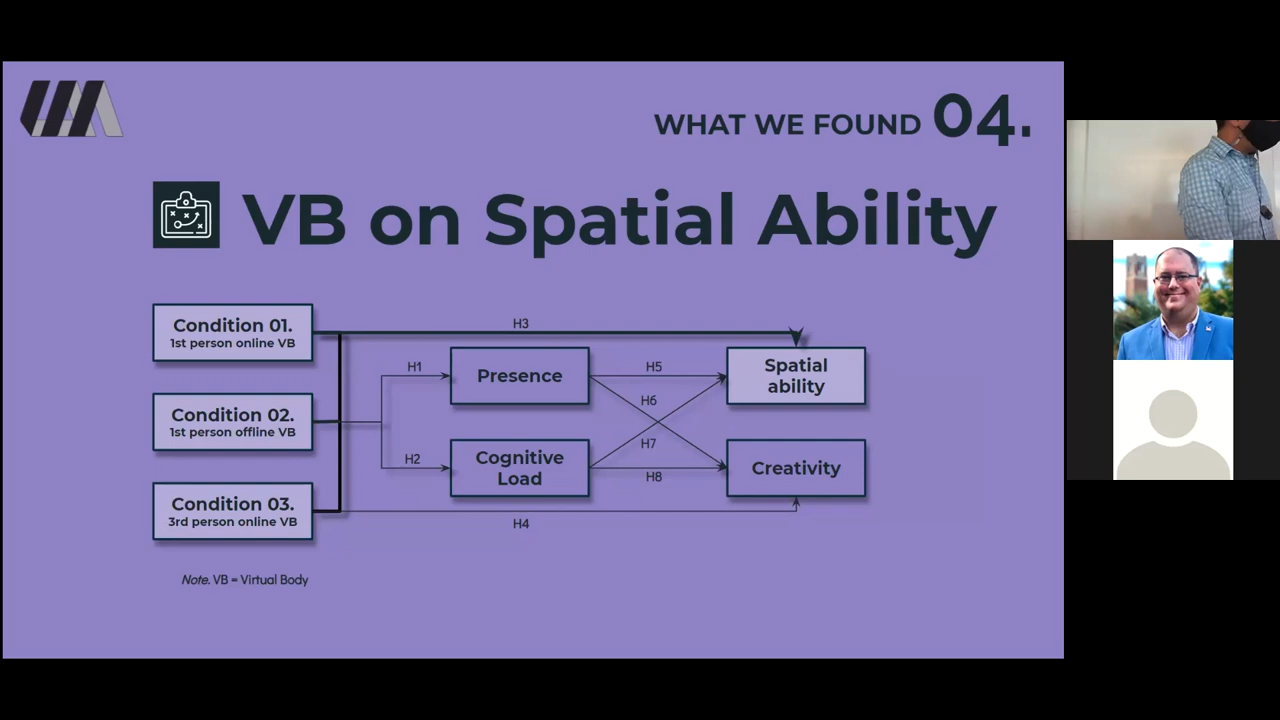 WHAT WE FOUND 04.
VB on Spatial Ability
Condition 01.
1st person online VB
Condition 02.
1st person offline VB
Condition 03.
3rd person online VB
H3
H1
H2
Presence
Cognitive
Load
H5
H6
H7
H8
H4
Spatial
ability
Creativity
Note. VB = Virtual Body